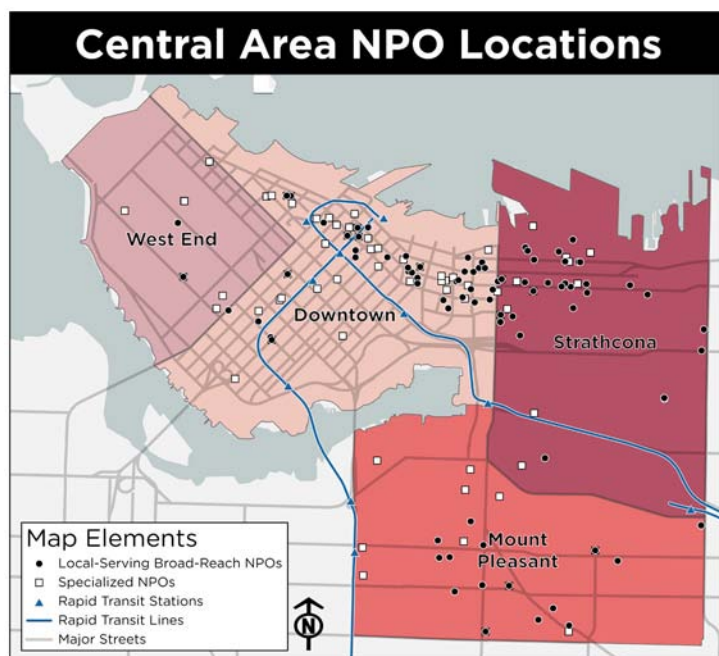 Central Area NPO Locations
West End
Downtown
Strathcona
Mount
Pleasant
Map Elements
Local-Serving Broad-Reach NPOs
Specialized NPOs
Rapid Transit Stations
Rapid Transit Lines
Major Streets
N